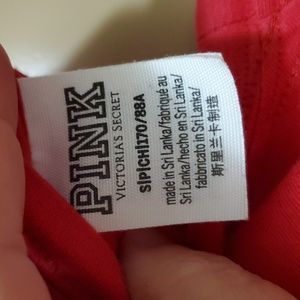 PINK
VICTORIA'S SECRET
S|PI|CH|170/88A
made in Sri Lanka/fabriqué au
Sri Lanka/hecho en Sri Lanka/
fabbricato in Sri Lanka/
斯里兰卡制造